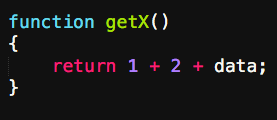 function getX()
{
    return 1 + 2 + data;
}